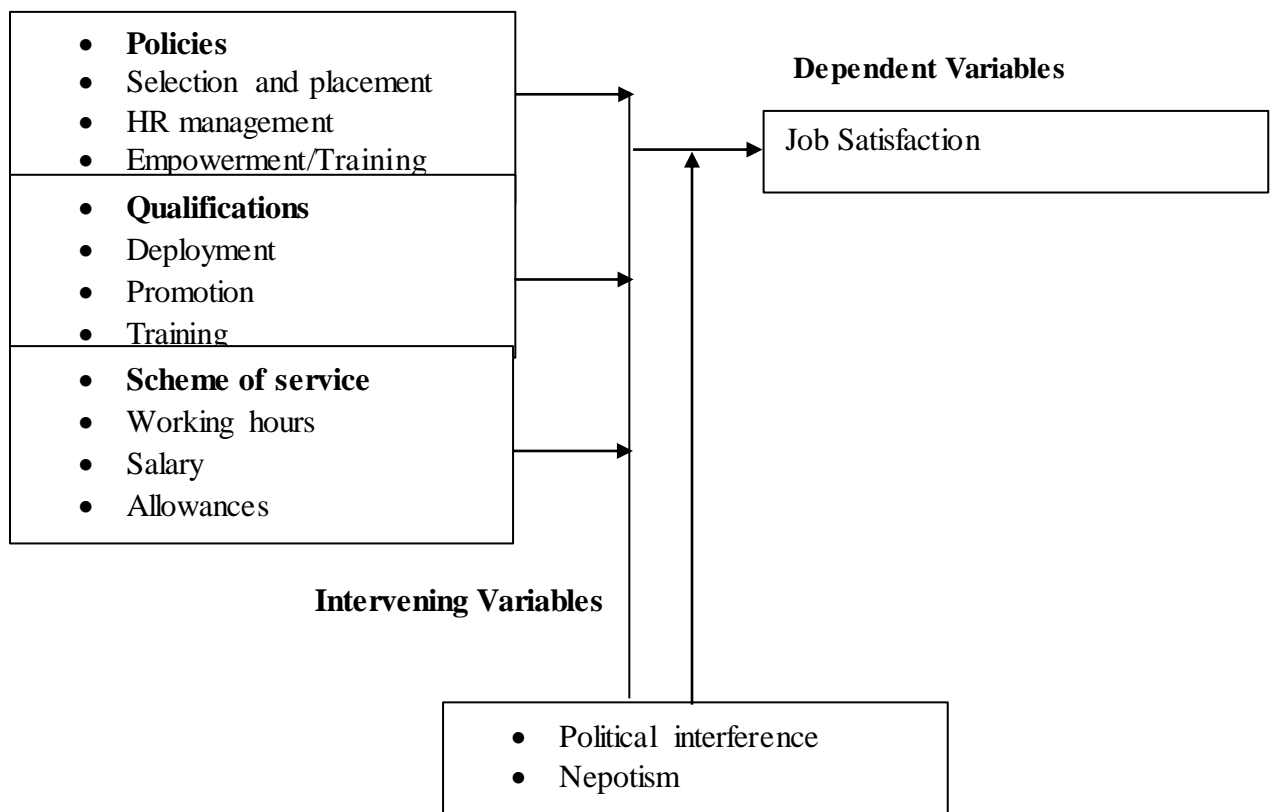 • Policies
• Selection and placement
• HR management
• Empowerment/Training
• Qualifications
• Deployment
• Promotion
• Training
• Scheme of service
• Working hours
• Salary
• Allowances
Dependent Variables
Job Satisfaction
Intervening Variables
• Political interference
• Nepotism